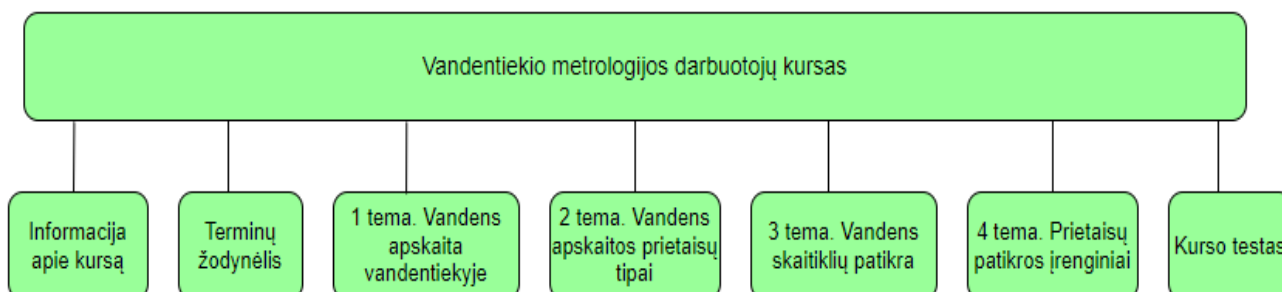 Vandentiekio metrologijos darbuotojų kursas
Informacija
apie kursą
Terminų
žodynėlis
1 tema. Vandens
apskaita
vandentiekyje
2 tema. Vandens
apskaitos prietaisų
tipai
3 tema. Vandens
skaitiklių patikra
4 tema. Prietaisų
patikros įrenginiai
Kurso testas